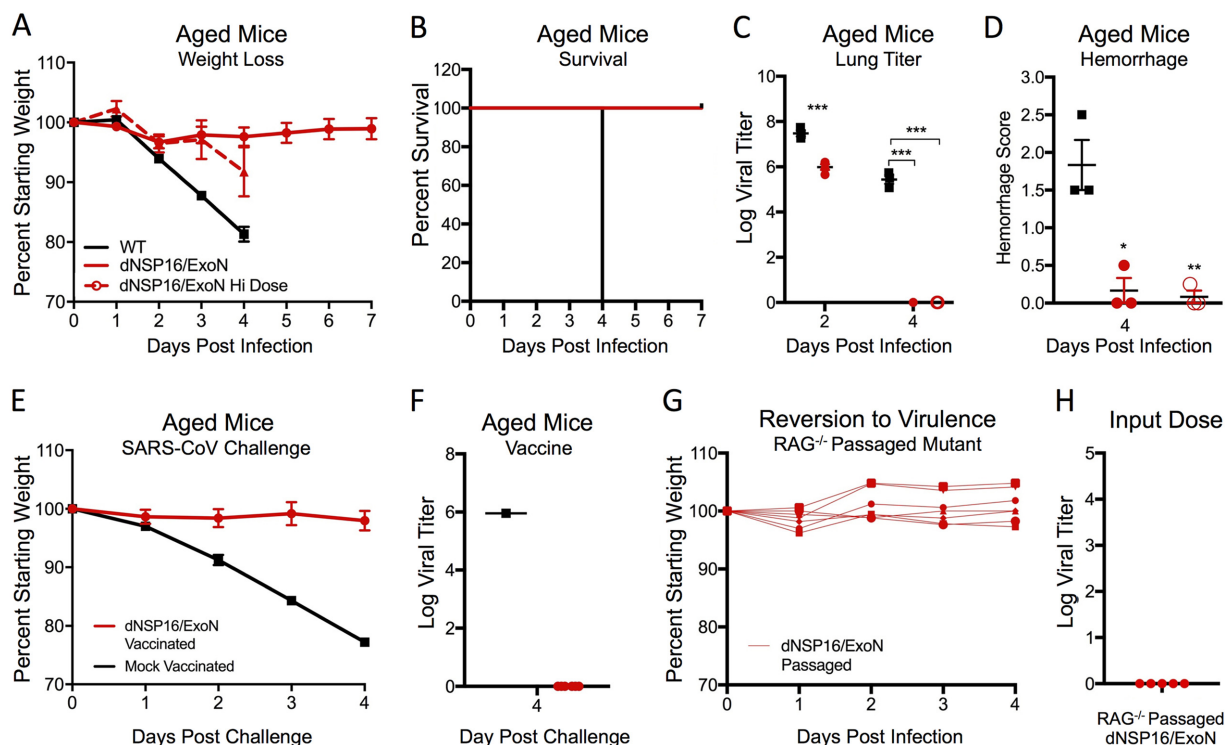 A
Aged Mice
Weight Loss
Percent Starting Weight
110
100
90
80
70
WT
dNSP16/ExoN
dNSP16/ExoN Hi Dose
0 1 2 3 4 5 6 7
Days Post Infection
B
Aged Mice
Survival
Percent Survival
120
100
80
60
40
20
0
0 1 2 3 4 5 6 7
Days Post Infection
C
Aged Mice
Lung Titer
Log Viral Titer
10
8
6
4
2
0
***
***
***
2 4
Days Post Infection
D
Aged Mice
Hemorrhage
Hemorrhage Score
3.0
2.5
2.0
1.5
1.0
0.5
0.0
*
**
4
Days Post Infection
E
Aged Mice
SARS-CoV Challenge
Percent Starting Weight
110
100
90
80
70
dNSP16/ExoN
Vaccinated
Mock Vaccinated
0 1 2 3 4
Days Post Challenge
F
Aged Mice
Vaccine
Log Viral Titer
8
6
4
2
0
4
Day Post Challenge
G
Reversion to Virulence
RAG-/- Passaged Mutant
Percent Starting Weight
110
100
90
80
70
dNSP16/ExoN
Passaged
0 1 2 3 4
Days Post Infection
H
Input Dose
Log Viral Titer
5
4
3
2
1
0
RAG-/- Passaged
dNSP16/ExoN